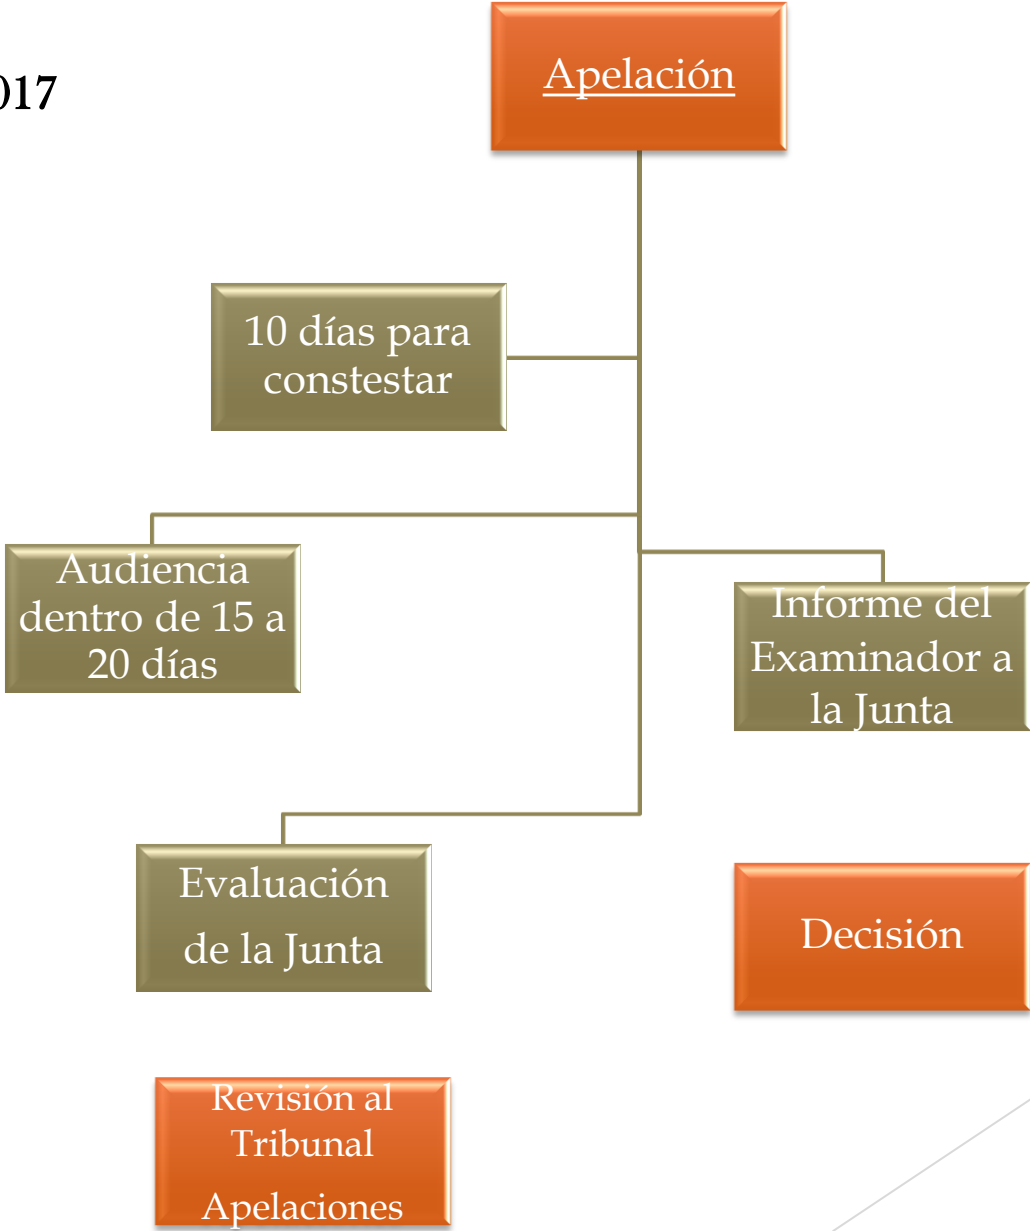 Apelación
017
10 días para
constestar
Audiencia
dentro de 15 a
20 días
Informe del
Examinador a
la Junta
Evaluación
de la Junta
Decisión
Revisión al
Tribunal
Apelaciones